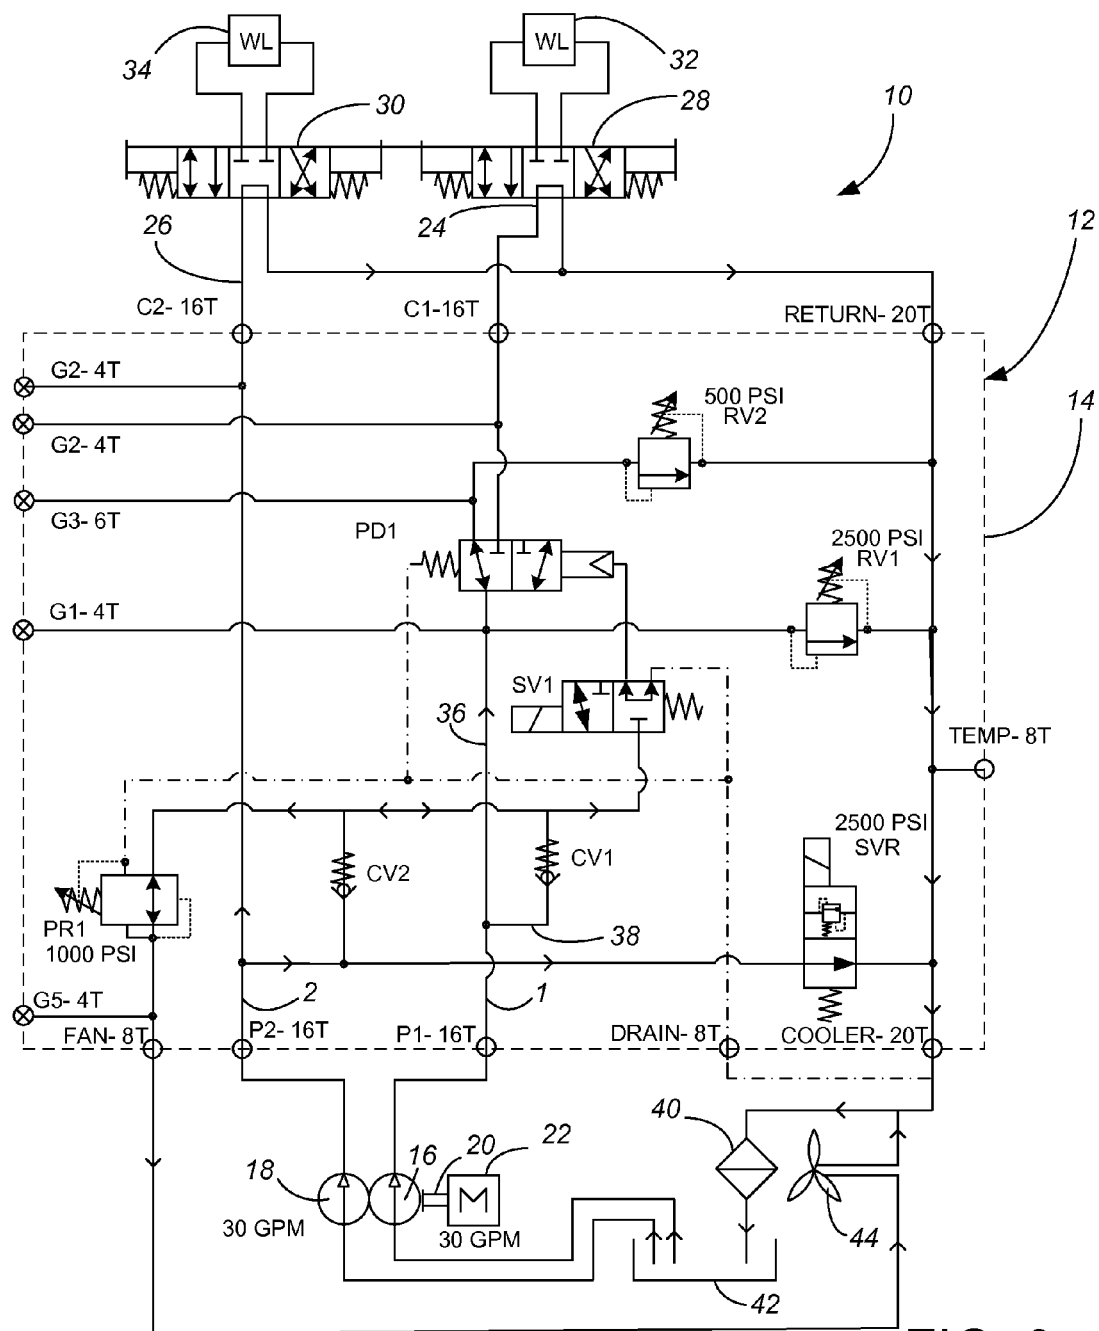 WL
WL
34
32
30
28
10
12
26
24
C2- 16T
C1-16T
RETURN- 20T
G2- 4T
500 PSI
RV2
14
G2- 4T
G3- 6T
PD1
2500 PSI
RV1
G1- 4T
SV1
36
TEMP- 8T
2500 PSI
SVR
CV2
CV1
PR1
1000 PSI
38
G5- 4T
2
1
FAN- 8T
P2- 16T
P1- 16T
DRAIN- 8T
COOLER- 20T
40
18
16
20
22
M
30 GPM
30 GPM
44
42